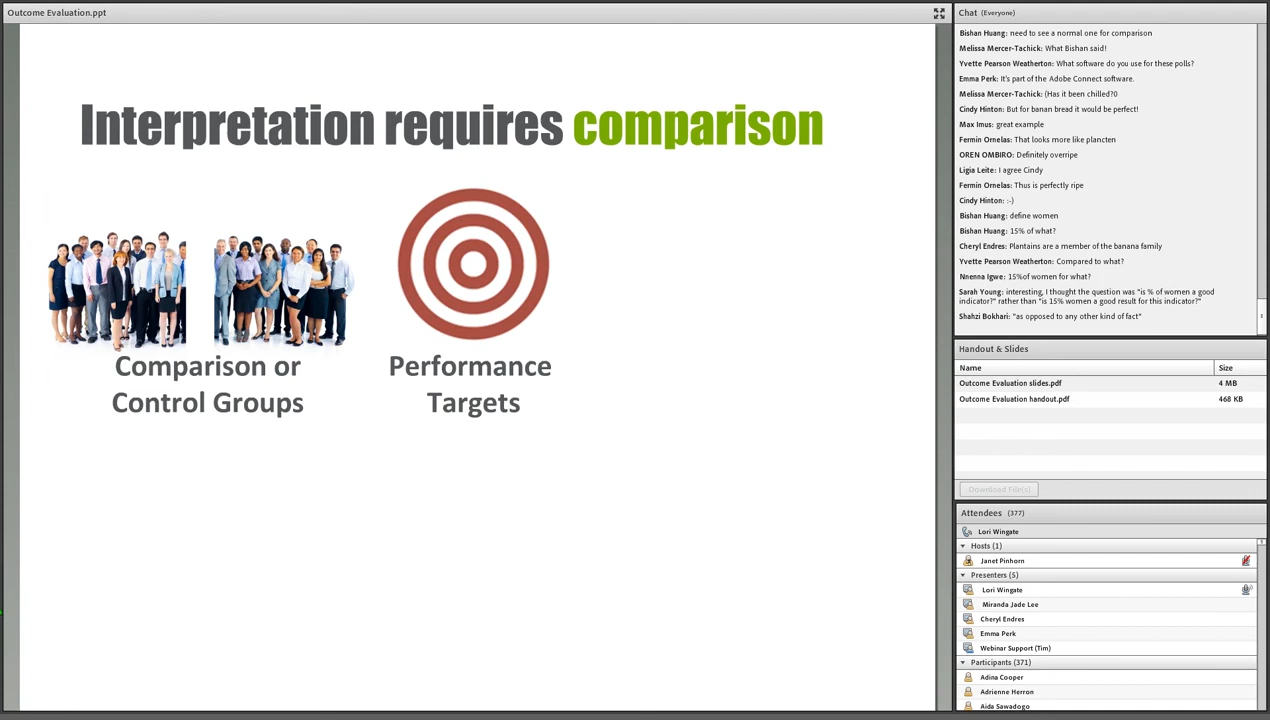 Outcome Evaluation.ppt
Interpretation requires comparison
Comparison or
Control Groups
Performance
Targets
Chat (Everyone)
Bishan Huang: need to see a normal one for comparison
Melissa Mercer-Tachick: What Bishan said!
Yvette Pearson Weatherton: What software do you use for these polls?
Emma Perk: It's part of the Adobe Connect software.
Melissa Mercer-Tachick: (Has it been chilled?0
Cindy Hinton: But for banan bread it would be perfect!
Max Imus: great example
Fermin Ornelas: That looks more like plancten
OREN OMBIRO: Definitely overripe
Ligia Leite: I agree Cindy
Fermin Ornelas: Thus is perfectly ripe
Cindy Hinton: :-)
Bishan Huang: define women
Bishan Huang: 15% of what?
Cheryl Endres: Plantains are a member of the banana family
Yvette Pearson Weatherton: Compared to what?
Nnenna Igwe: 15%of women for what?
Sarah Young: interesting, I thought the question was "is % of women a good
indicator?" rather than "is 15% women a good result for this indicator?"
Shahzi Bokhari: "as opposed to any other kind of fact"
Handout & Slides
Name Size
Outcome Evaluation slides.pdf 4 MB
Outcome Evaluation handout.pdf 468 KB
Download File(s)
Attendees (377)
Lori Wingate
Hosts (1)
Janet Pinhorn
Presenters (5)
Lori Wingate
Miranda Jade Lee
Cheryl Endres
Emma Perk
Webinar Support (Tim)
Participants (371)
Adina Cooper
Adrienne Herron
Aida Sawadogo